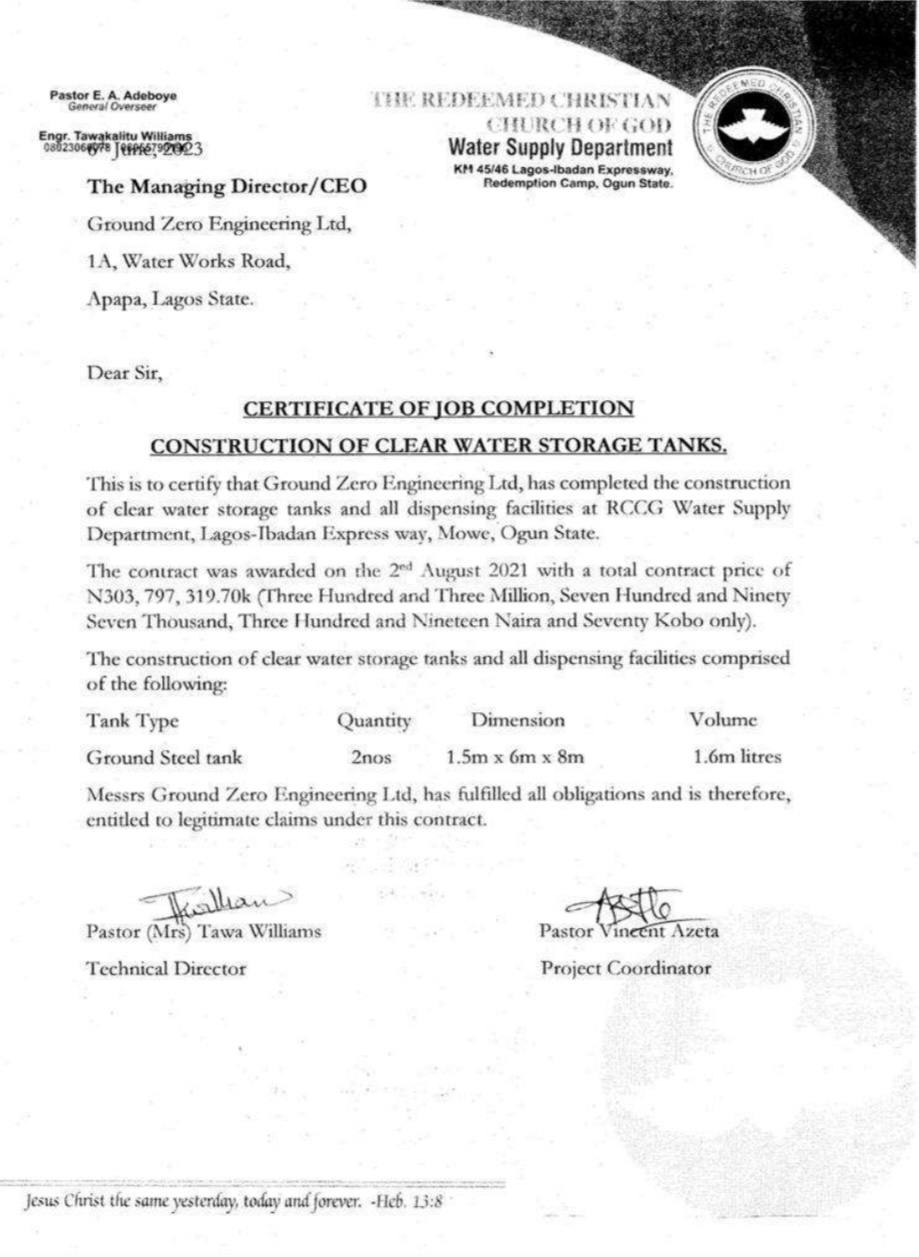 Pastor E. A. Adeboye
General Overseer
THE REDEEMED CHRISTIAN
CHURCH OF GOD
Water Supply Department
KM 45/46 Lagos-Ibadan Expressway,
Redemption Camp, Ogun State.
THE REDEEMED CHRISTIAN
CHURCH OF GOD
Engr. Tawakalitu Williams
June, 2023
The Managing Director/CEO
Ground Zero Engineering Ltd,
1A, Water Works Road,
Apapa, Lagos State.
Dear Sir,
CERTIFICATE OF JOB COMPLETION
CONSTRUCTION OF CLEAR WATER STORAGE TANKS.
This is to certify that Ground Zero Engineering Ltd, has completed the construction
of clear water storage tanks and all dispensing facilities at RCCG Water Supply
Department, Lagos-Ibadan Express way, Mowe, Ogun State.
The contract was awarded on the 2nd August 2021 with a total contract price of
N303, 797, 319.70k (Three Hundred and Three Million, Seven Hundred and Ninety
Seven Thousand, Three Hundred and Nineteen Naira and Seventy Kobo only).
The construction of clear water storage tanks and all dispensing facilities comprised
of the following:
Tank Type Quantity Dimension Volume
Ground Steel tank 2nos 1.5m x 6m x 8m 1.6m litres
Messrs Ground Zero Engineering Ltd, has fulfilled all obligations and is therefore,
entitled to legitimate claims under this contract.
Pastor (Mrs) Tawa Williams Pastor Vincent Azeta
Technical Director Project Coordinator
Jesus Christ the same yesterday, today and forever. -Heb. 13:8